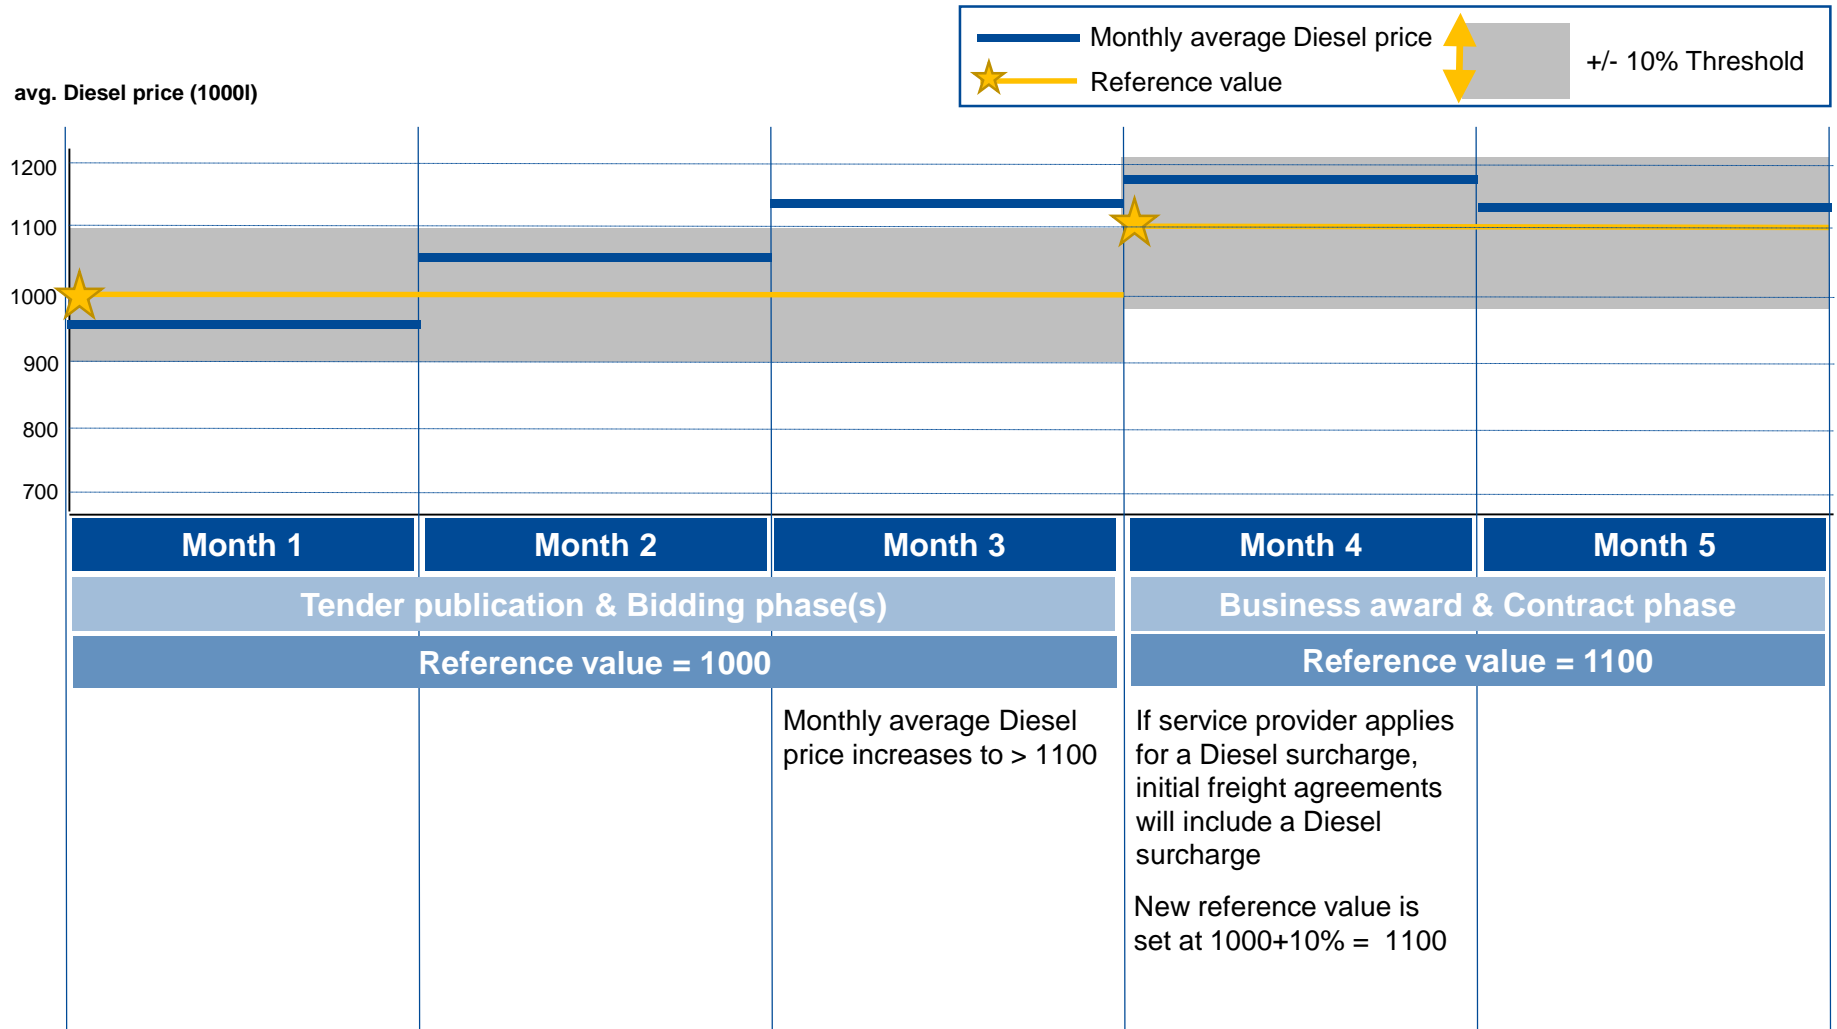 Monthly average Diesel price
Reference value
+/- 10% Threshold
avg. Diesel price (1000l)
1200
1100
1000
900
800
700
Month 1
Month 2
Month 3
Month 4
Month 5
Tender publication & Bidding phase(s)
Business award & Contract phase
Reference value = 1000
Reference value = 1100
Monthly average Diesel
price increases to > 1100
If service provider applies
for a Diesel surcharge,
initial freight agreements
will include a Diesel
surcharge
New reference value is
set at 1000+10% = 1100